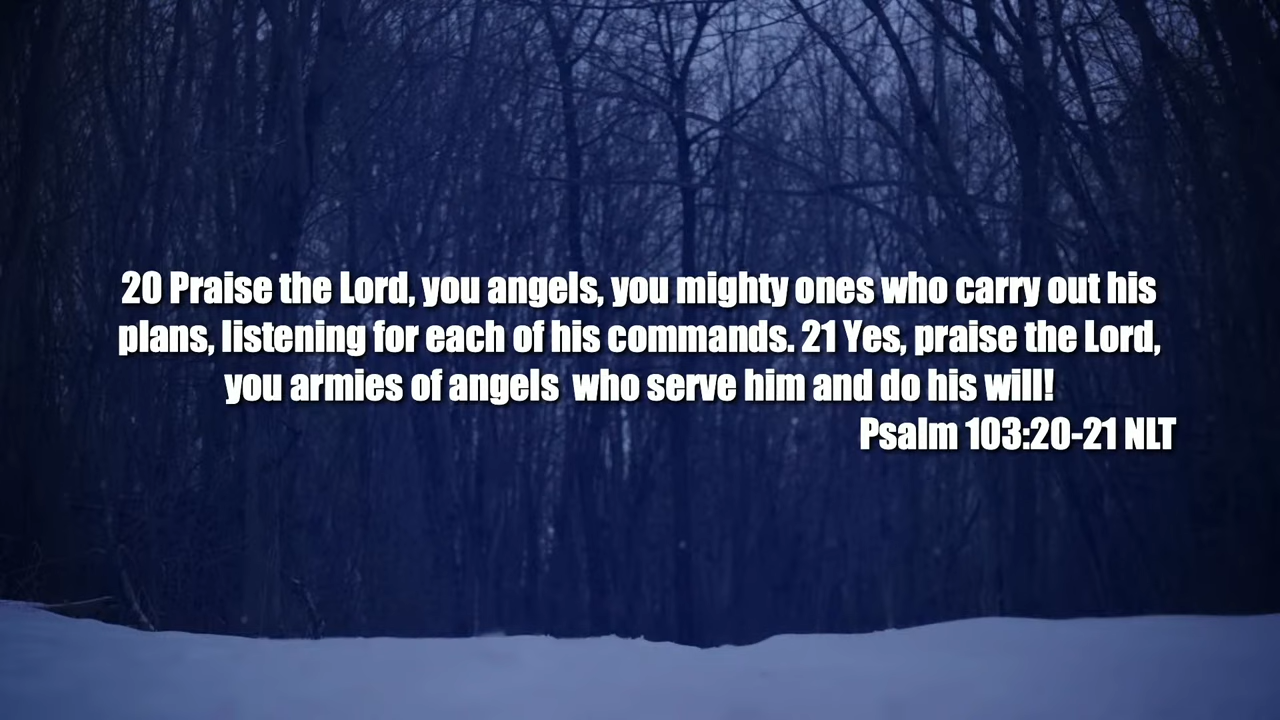 20 Praise the Lord, you angels, you mighty ones who carry out his
plans, listening for each of his commands. 21 Yes, praise the Lord,
you armies of angels  who serve him and do his will!
Psalm 103:20-21 NLT